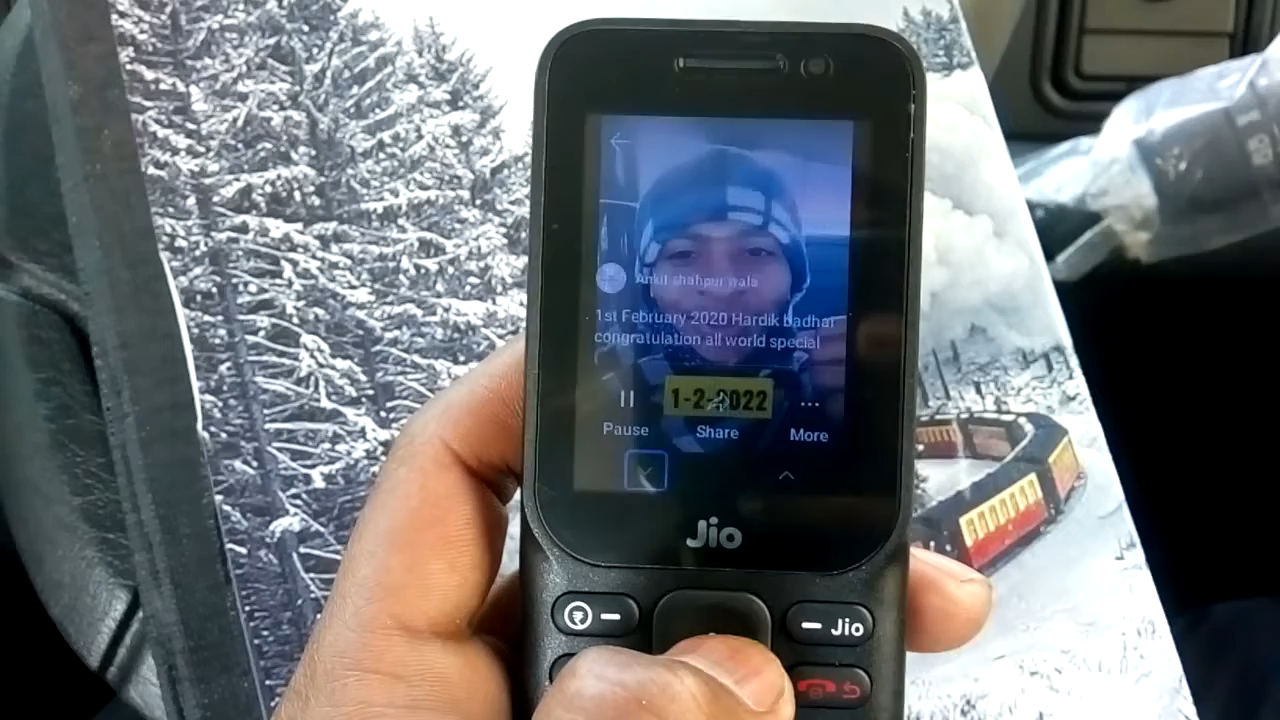 Ankit shahpur wala
1st February 2020 Hardik badhai
congratulation all world special
1-2-2022
Pause
Share
More
Jio
Jio